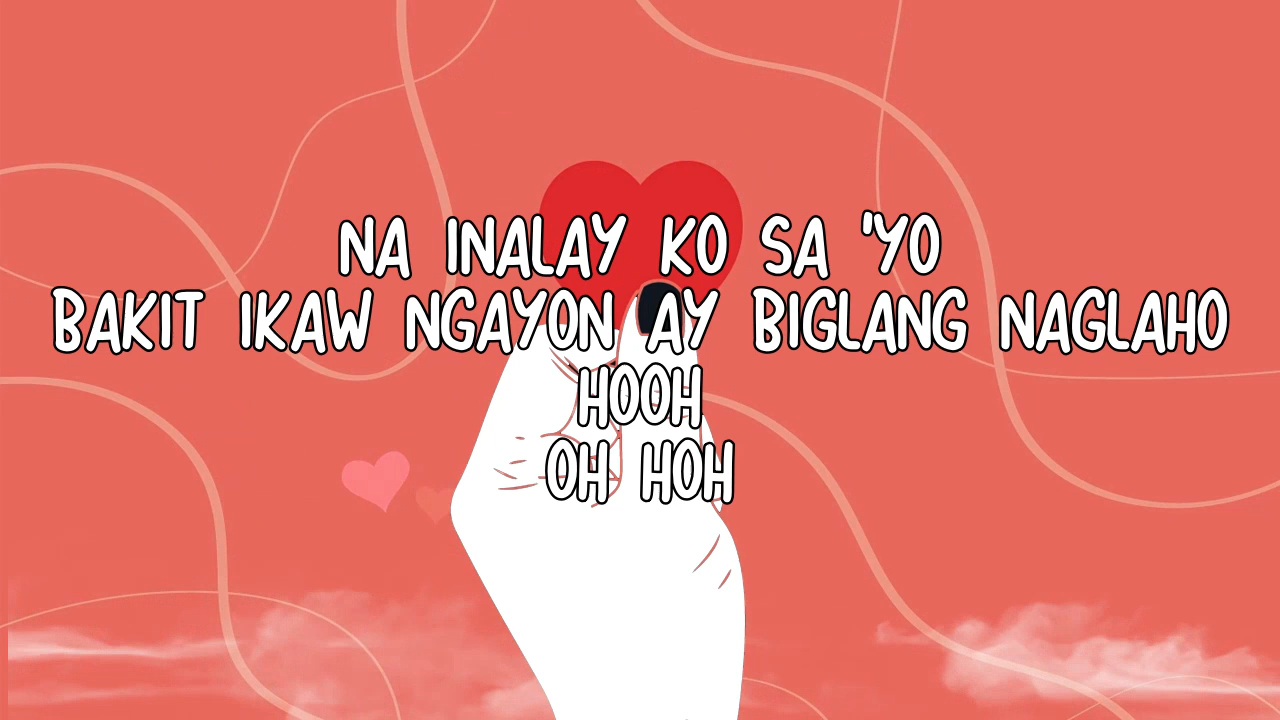 NA INALAY KO SA 'YO
BAKIT IKAW NGAYON AY BIGLANG NAGLAHO
HOOH
OH HOH